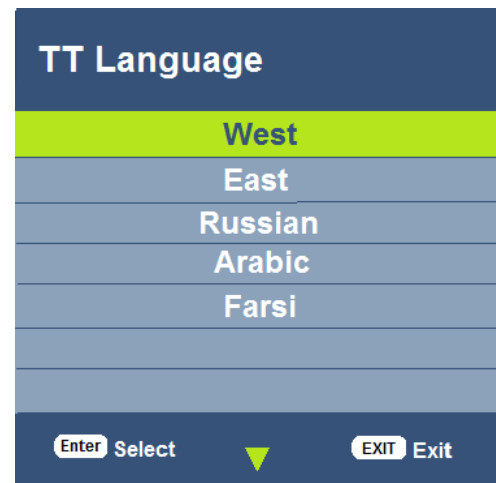 TT Language
West
East
Russian
Arabic
Farsi
Enter Select EXIT Exit